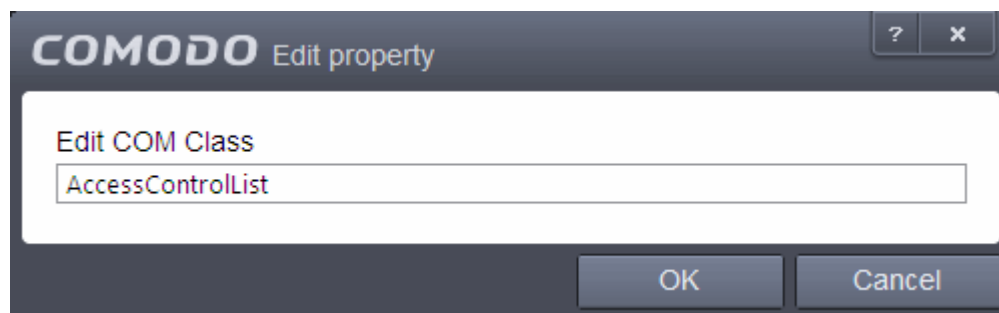 COMODO Edit property ? ×
Edit COM Class
AccessControlList
OK Cancel